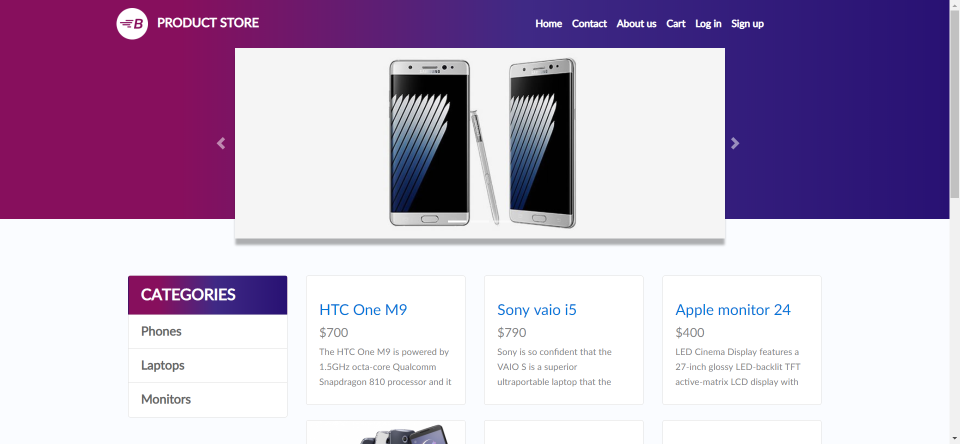 B PRODUCT STORE
Home Contact About us Cart Log in Sign up
SAMSUNG SAMSUNG
CATEGORIES
Phones
Laptops
Monitors
HTC One M9
$700
The HTC One M9 is powered by
1.5GHz octa-core Qualcomm
Snapdragon 810 processor and it
Sony vaio i5
$790
Sony is so confident that the
VAIO S is a superior
ultraportable laptop that the
Apple monitor 24
$400
LED Cinema Display features a
27-inch glossy LED-backlit TFT
active-matrix LCD display with